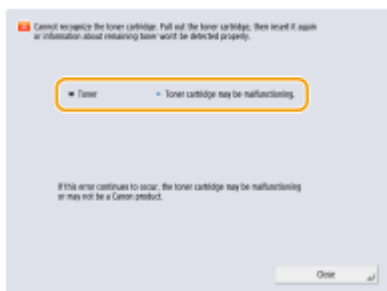 Cannot recognize the toner cartridge. Pull out the toner cartridge, then insert it again
or information about remaining toner won't be detected properly.
Toner
Toner cartridge may be malfunctioning.
If this error continues to occur, the toner cartridge may be malfunctioning
or may not be a Canon product.
Close